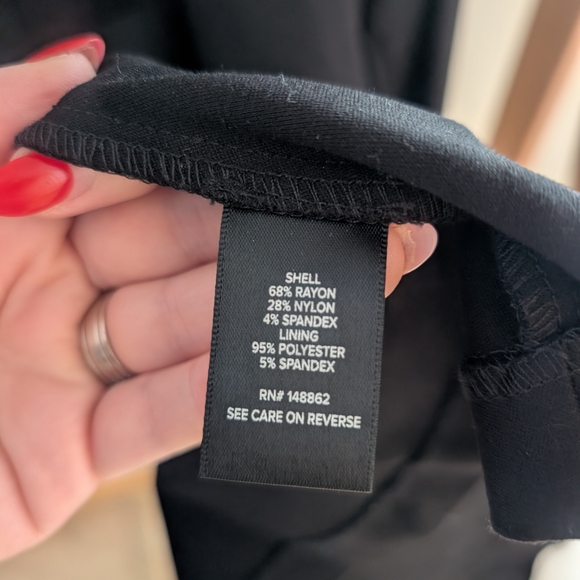 SHELL
68% RAYON
28% NYLON
4% SPANDEX
LINING
95% POLYESTER
5% SPANDEX
RN# 148862
SEE CARE ON REVERSE